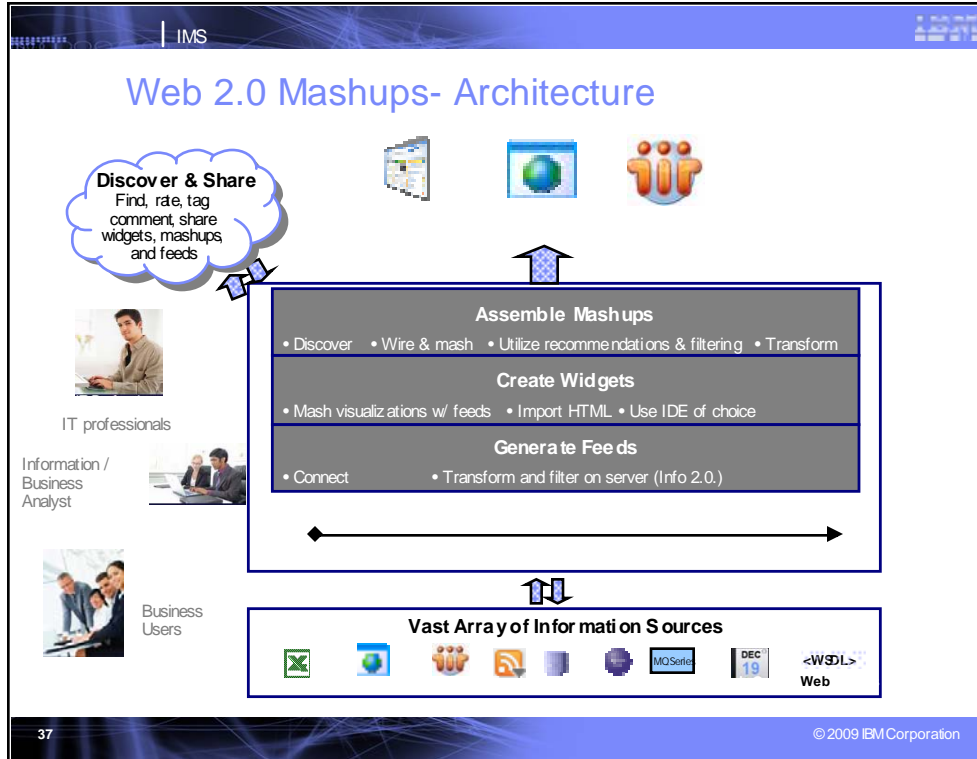 IMS
IBM
Web 2.0 Mashups- Architecture
Discover & Share
Find, rate, tag
comment, share
widgets, mashups,
and feeds
Assemble Mashups
• Discover • Wire & mash • Utilize recommendations & filtering • Transform
Create Widgets
• Mash visualizations w/ feeds • Import HTML • Use IDE of choice
Generate Feeds
• Connect • Transform and filter on server (Info 2.0.)
IT professionals
Information /
Business
Analyst
Business
Users
Vast Array of Information Sources
MQSeries
DEC
19
<WSDL>
Web
37
© 2009 IBM Corporation